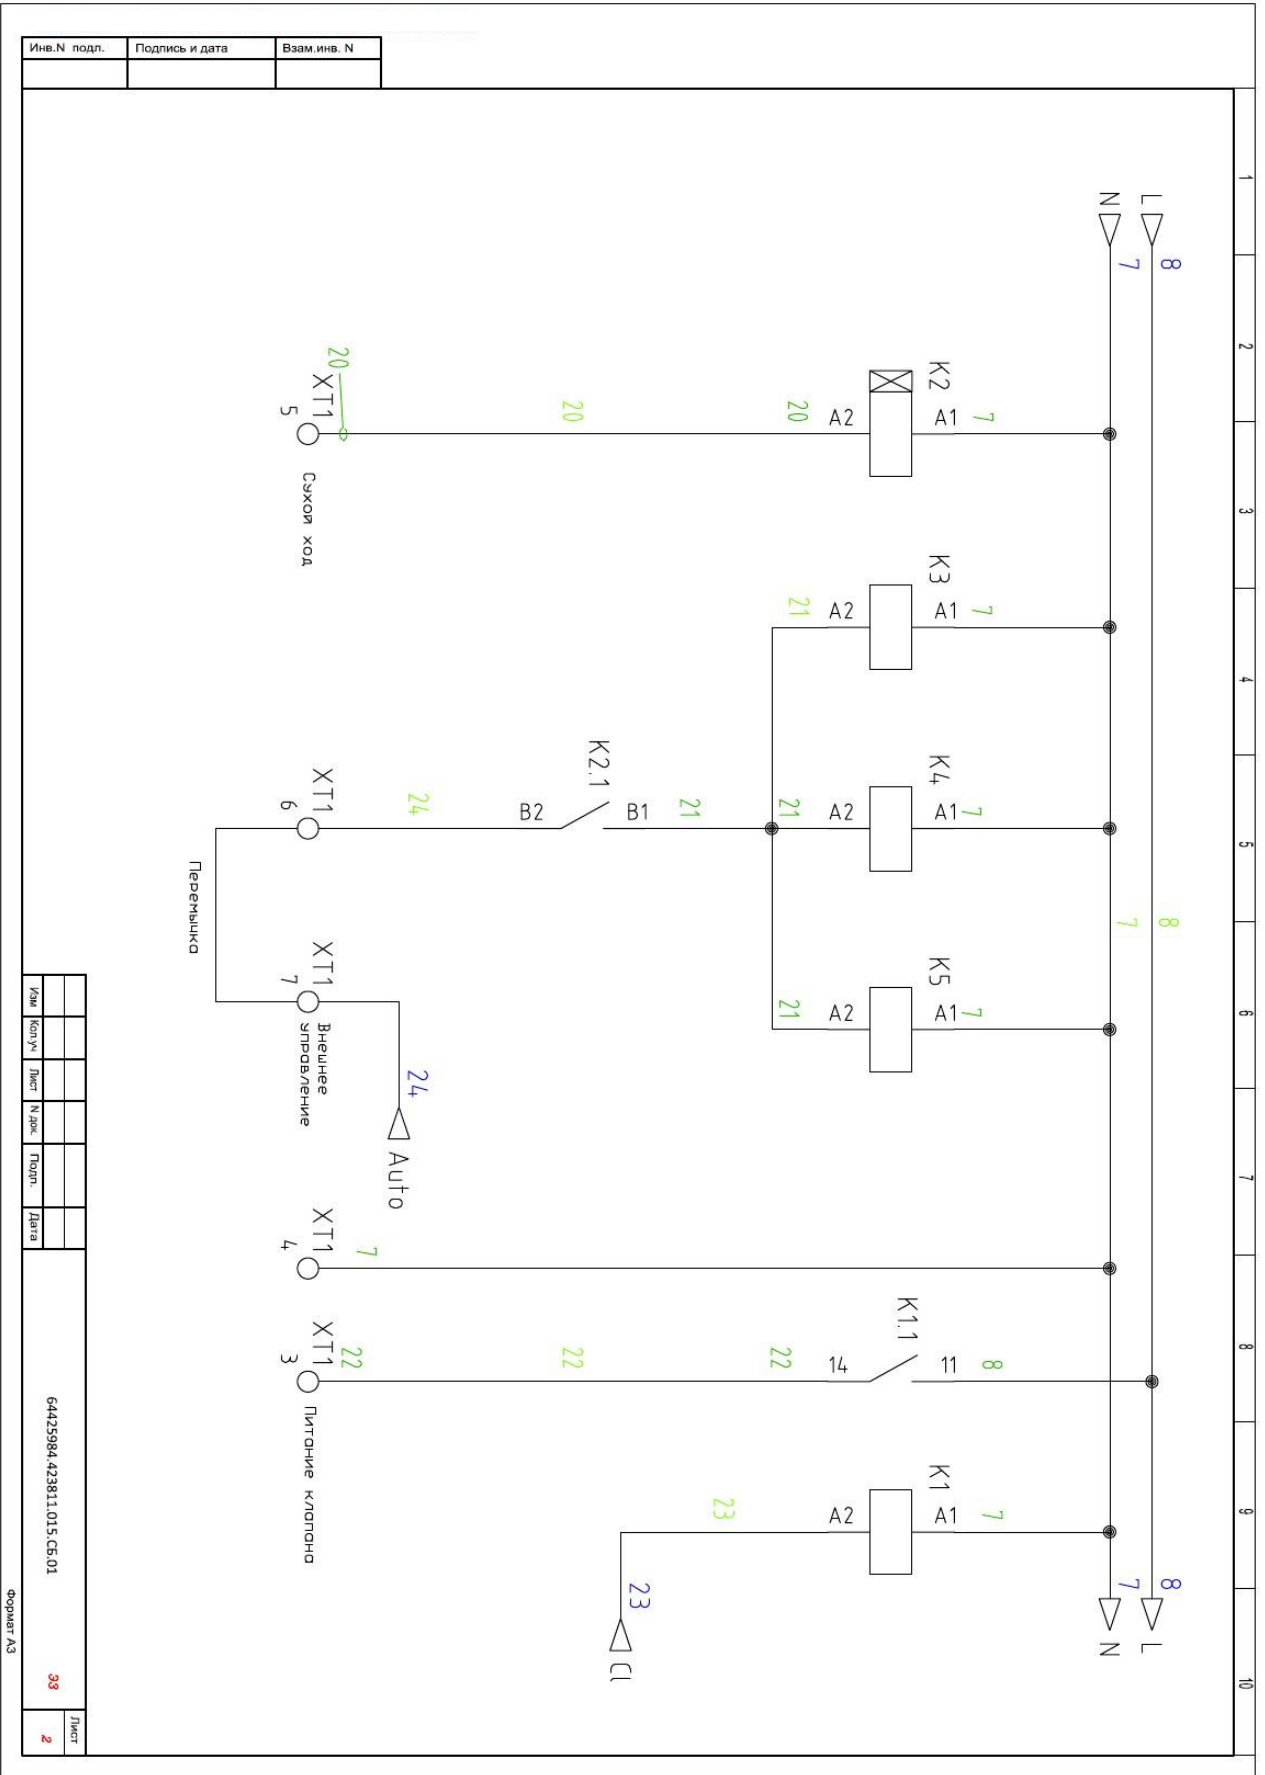 Инв.N подл.
Подпись и дата
Взам.инв. N
1
2
3
4
5
6
7
8
9
10
L
8
N
7
K2
A1
7
A2
20
20
20
XT1
5
Сухой ход
K3
A1
7
A2
21
K4
A1
7
A2
21
21
K2.1
B1
B2
24
XT1
6
Перемычка
K5
A1
7
A2
21
8
7
XT1
7
Внешнее
управление
24
Auto
XT1
4
7
K1.1
11
8
14
22
22
22
XT1
3
Питание клапана
K1
A1
7
A2
23
23
Cl
8
L
7
N
Изм
Кол.уч
Лист
N док.
Подп.
Дата
64425984.423811.015.СБ.01
ЭЗ
Лист
2
Формат А3